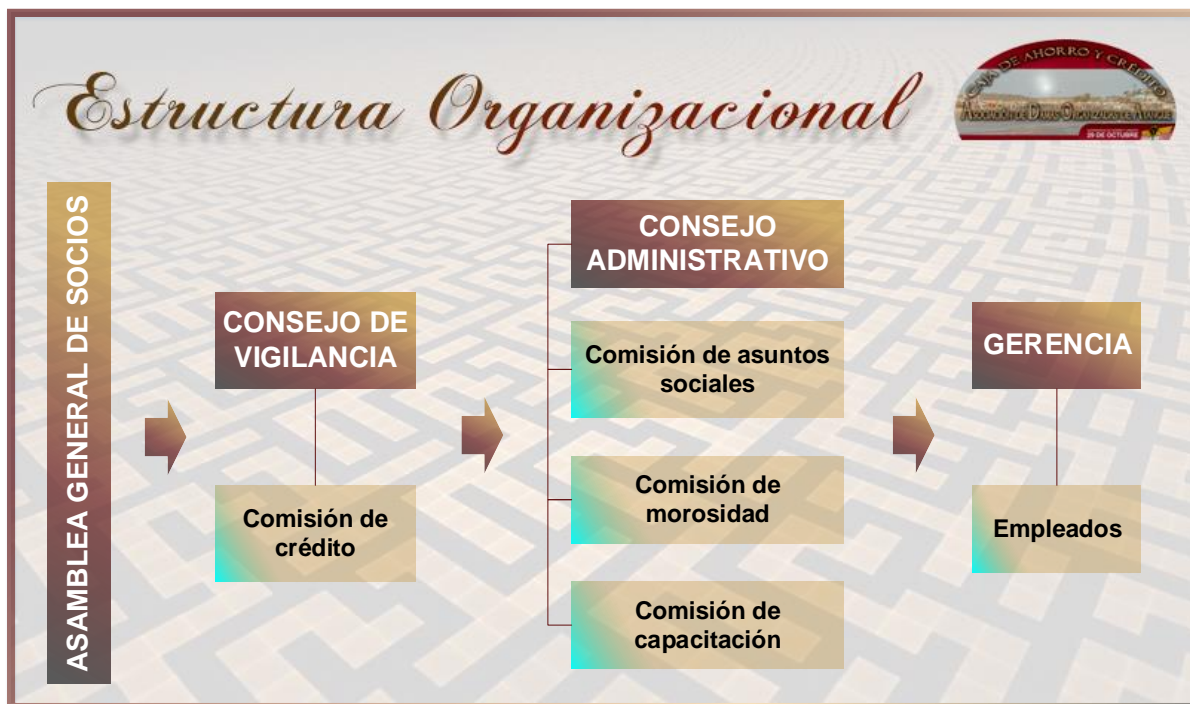 Estructura Organizacional
CAJA DE AHORRO Y CRÉDITO
29 DE OCTUBRE
ASAMBLEA GENERAL DE SOCIOS
CONSEJO DE
VIGILANCIA
Comisión de
crédito
CONSEJO
ADMINISTRATIVO
Comisión de asuntos
sociales
Comisión de
morosidad
Comisión de
capacitación
GERENCIA
Empleados